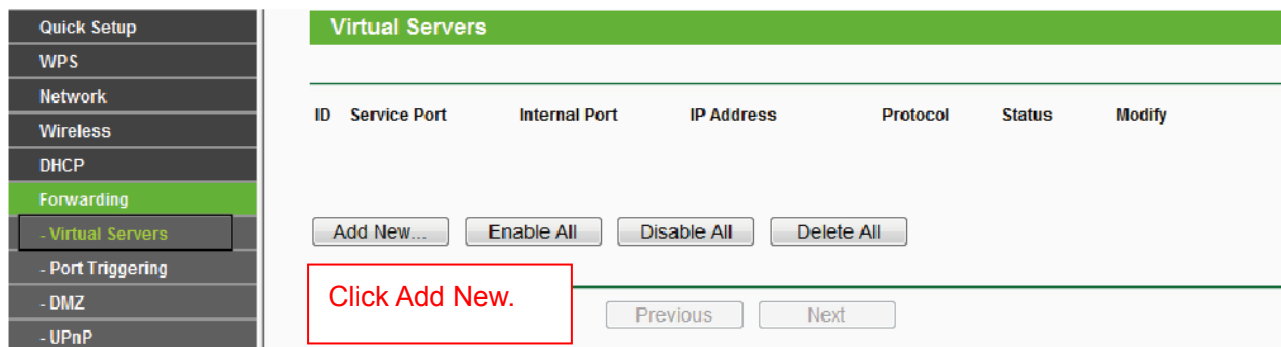 Quick Setup
WPS
Network
Wireless
DHCP
Forwarding
- Virtual Servers
- Port Triggering
- DMZ
- UPnP
Virtual Servers
ID Service Port Internal Port IP Address Protocol Status Modify
Add New... Enable All Disable All Delete All
Click Add New.
Previous Next